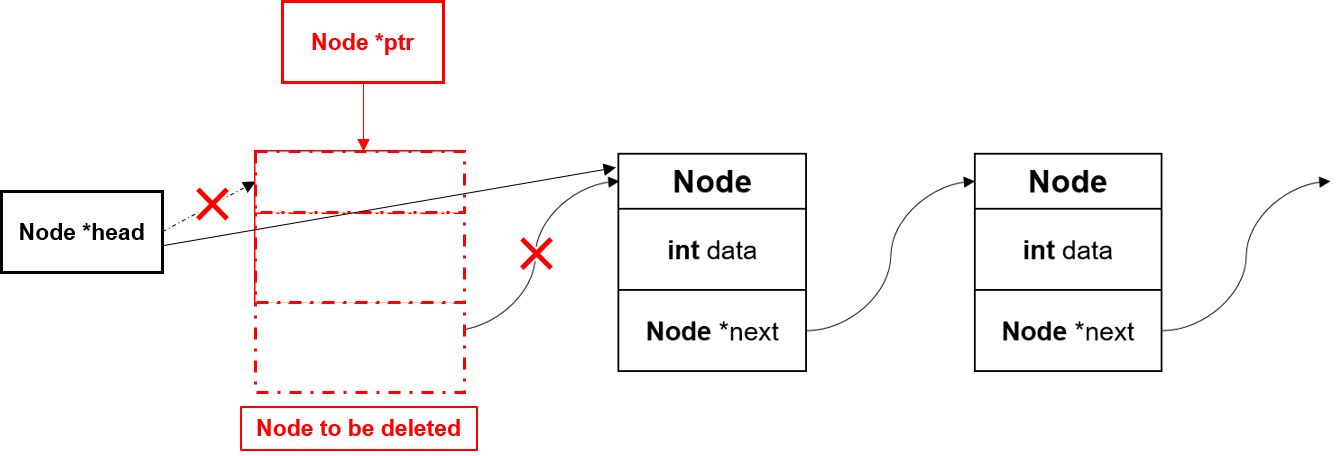 Node *ptr
Node *head
Node
int data
Node *next
Node
int data
Node *next
Node to be deleted